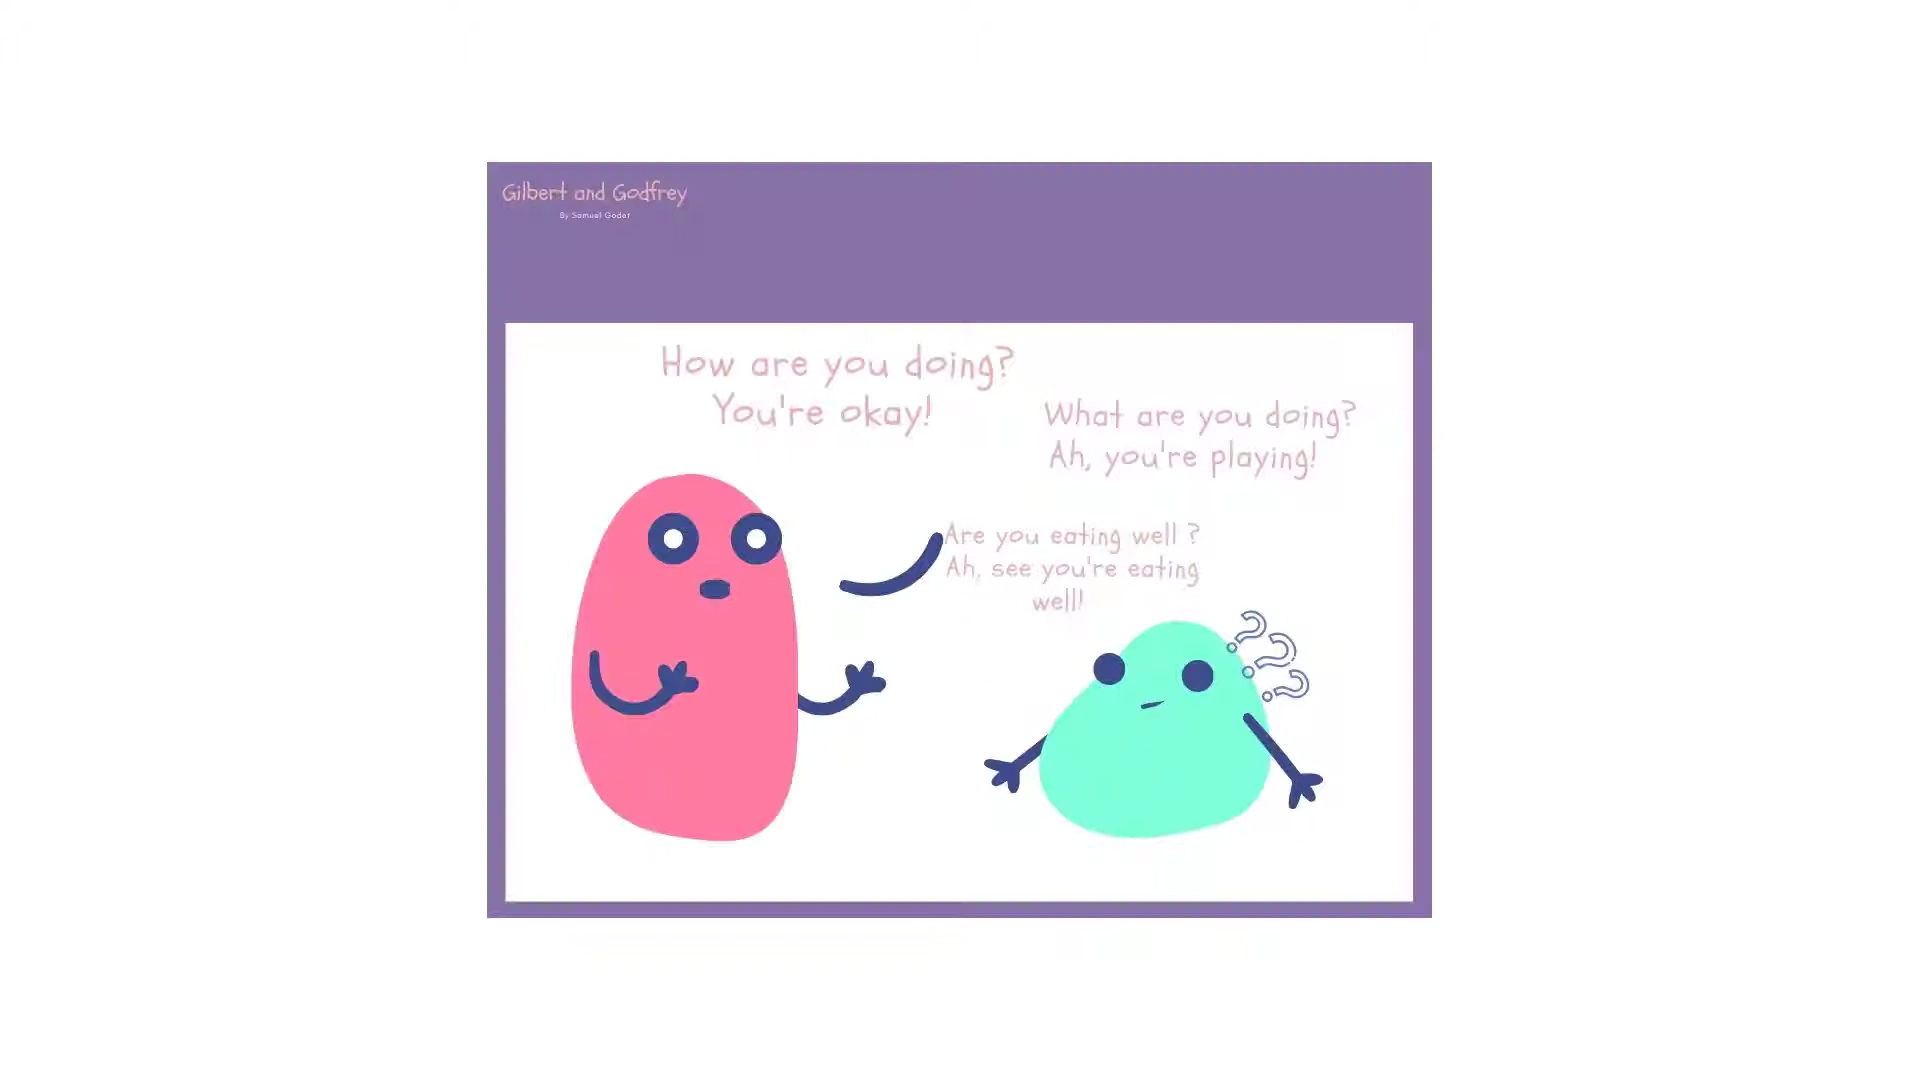 Gilbert and Godfrey
By Samuel Godot
How are you doing?
You're okay!
What are you doing?
Ah, you're playing!
Are you eating well ?
Ah, see you're eating
well!
???